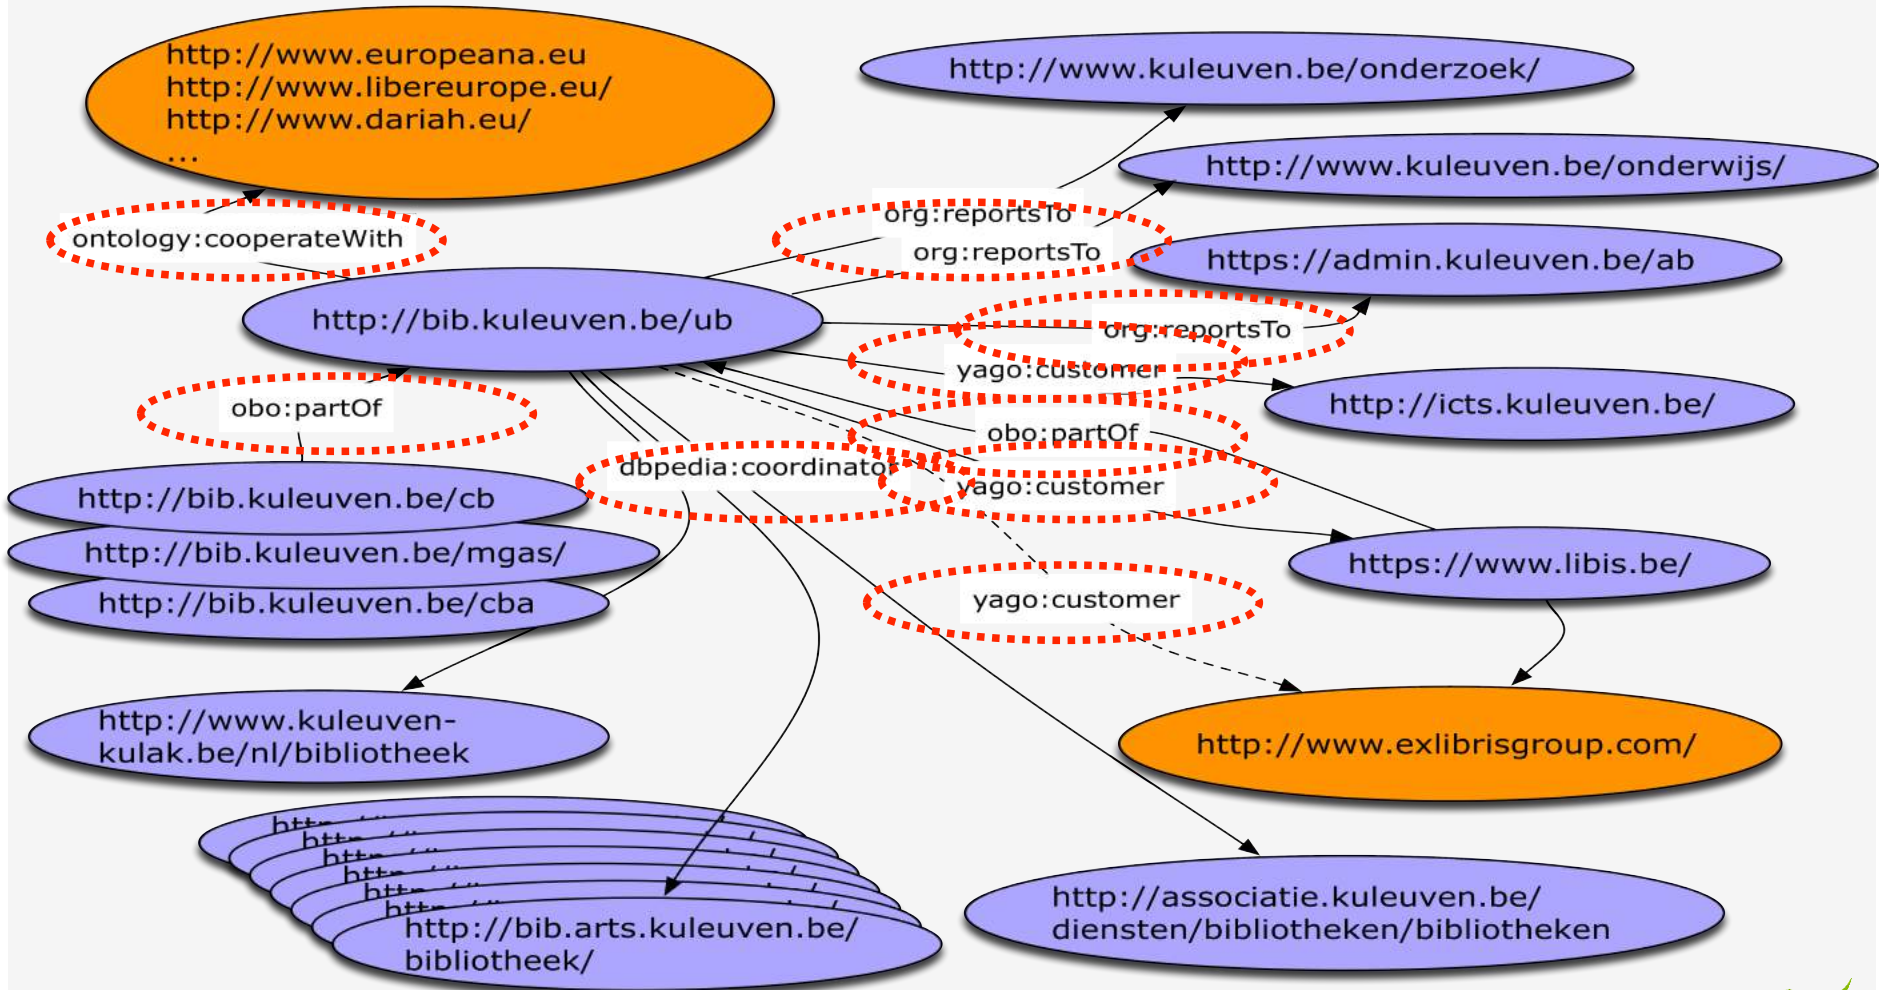 http://www.europeana.eu
http://www.libereurope.eu/
http://www.dariah.eu/
...
http://www.kuleuven.be/onderzoek/
http://www.kuleuven.be/onderwijs/
org:reportsTo
ontology:cooperateWith
org:reportsTo
https://admin.kuleuven.be/ab
http://bib.kuleuven.be/ub
org:reportsTo
yago:customer
http://icts.kuleuven.be/
obo:partOf
obo:partOf
dbpedia:coordinator
yago:customer
http://bib.kuleuven.be/cb
http://bib.kuleuven.be/mgas/
https://www.libis.be/
http://bib.kuleuven.be/cba
yago:customer
http://www.kuleuven-
kulak.be/nl/bibliotheek
http://www.exlibrisgroup.com/
http://bib.arts.kuleuven.be/
bibliotheek/
http://associatie.kuleuven.be/
diensten/bibliotheken/bibliotheken